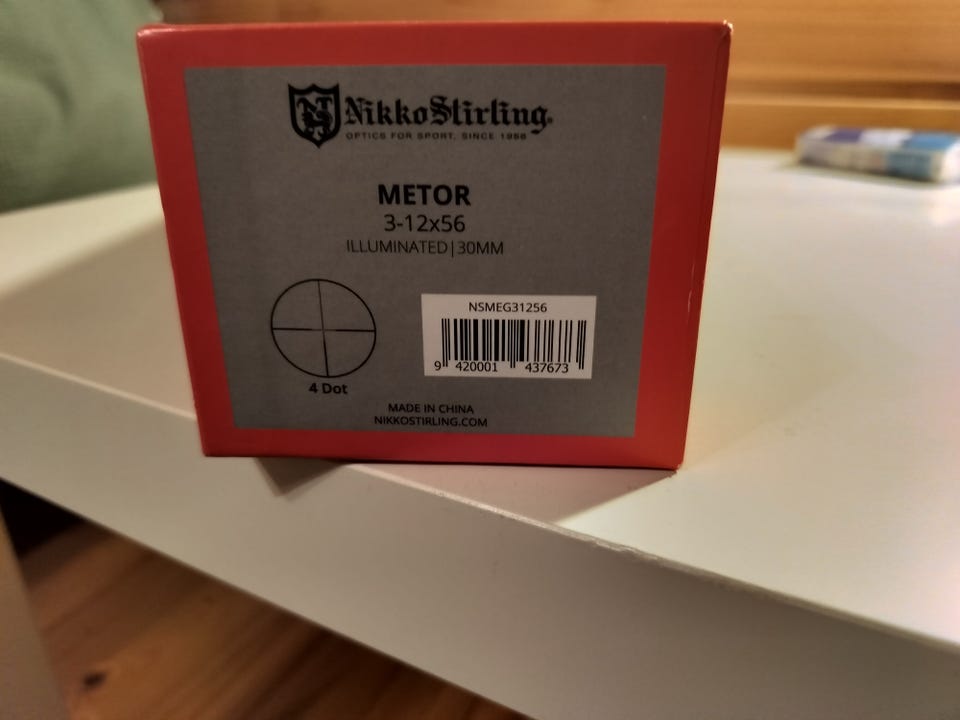 NS
NikkoStirling®
OPTICS FOR SPORT, SINCE 1956
METOR
3-12x56
ILLUMINATED|30MM
4 Dot
NSMEG31256
9 420001 437673
MADE IN CHINA
NIKKOSTIRLING.COM